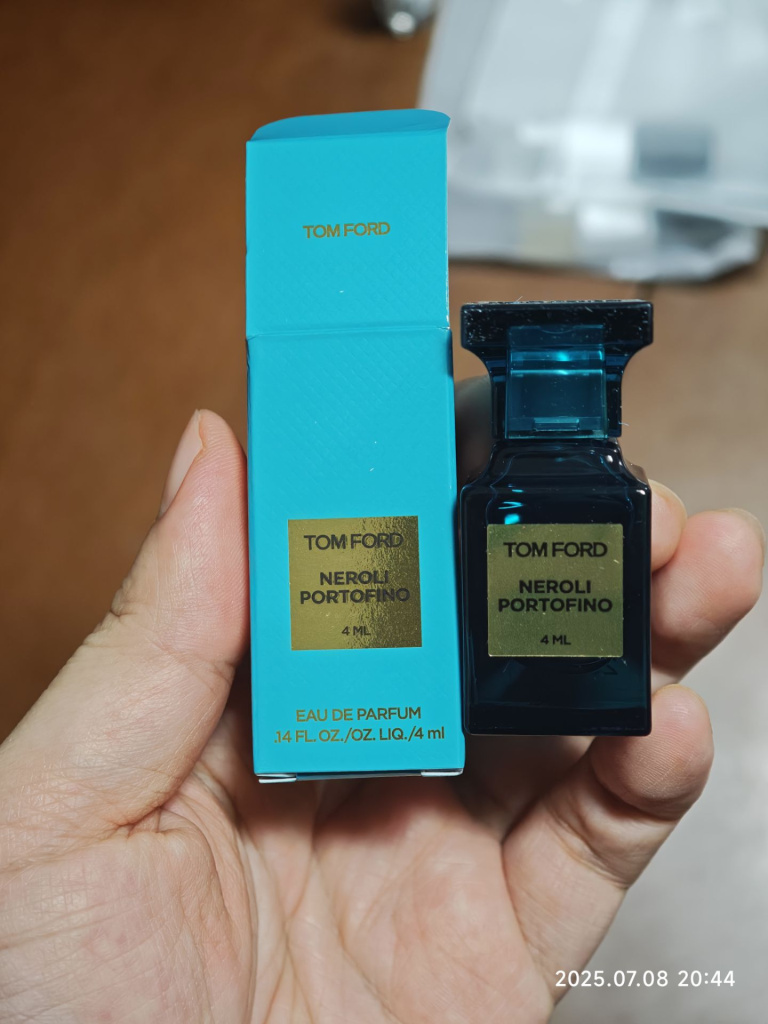 TOM FORD
TOM FORD
NEROLI
PORTOFINO
4 ML
EAU DE PARFUM
.14 FL. OZ./OZ. LIQ./4 ml
TOM FORD
NEROLI
PORTOFINO
4 ML
2025.07.08 20:44